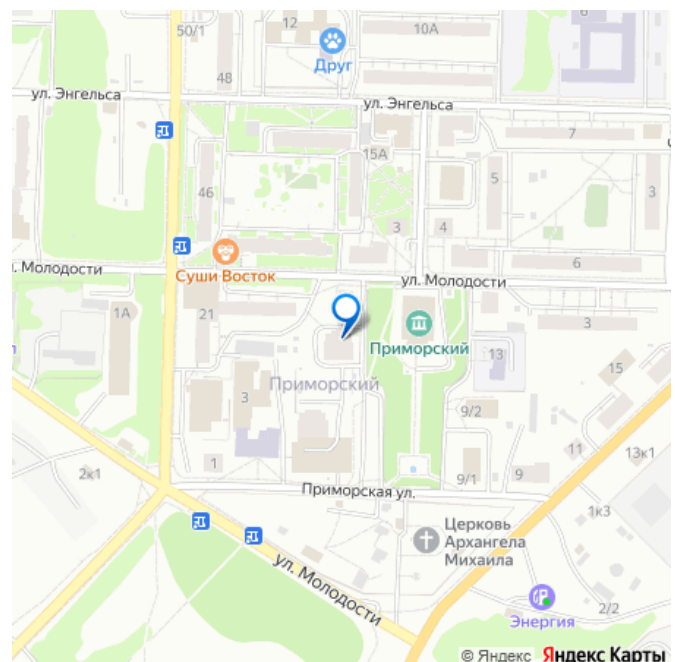 50/1
12
10А
Друг
48
ул. Энгельса
ул. Энгельса
7
15А
46
5
3
3
4
Суши Восток
6
л. Молодости
ул. Молодости
1А
21
3
Приморский
13
15
Приморский
3
9/2
11
13к1
1
2к1
9/1
9
Приморская ул.
1к3
Церковь
Архангела
Михаила
ул. Молодости
Энергия
2/2
© Яндекс Яндекс Карты